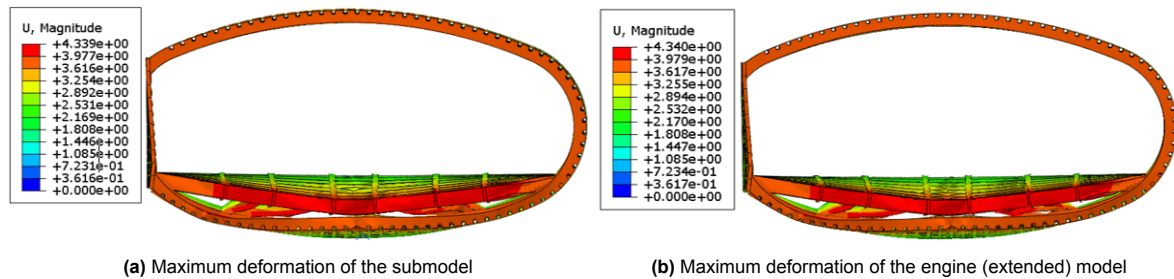 U, Magnitude
+4.339e+00
+3.977e+00
+3.616e+00
+3.254e+00
+2.892e+00
+2.531e+00
+2.169e+00
+1.808e+00
+1.446e+00
+1.085e+00
+7.231e-01
+3.616e-01
+0.000e+00
(a) Maximum deformation of the submodel
U, Magnitude
+4.340e+00
+3.979e+00
+3.617e+00
+3.255e+00
+2.894e+00
+2.532e+00
+2.170e+00
+1.808e+00
+1.447e+00
+1.085e+00
+7.234e-01
+3.617e-01
+0.000e+00
(b) Maximum deformation of the engine (extended) model